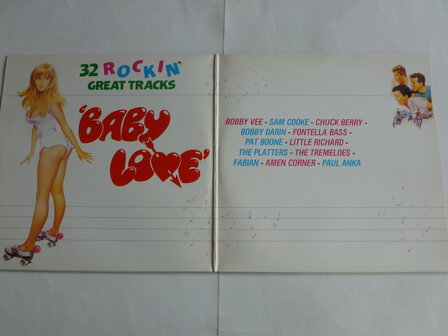 32 ROCKIN'
GREAT TRACKS
'BABY
LOVE'
BOBBY VEE - SAM COOKE - CHUCK BERRY -
BOBBY DARIN - FONTELLA BASS -
PAT BOONE - LITTLE RICHARD -
THE PLATTERS - THE TREMELOES -
FABIAN - AMEN CORNER - PAUL ANKA